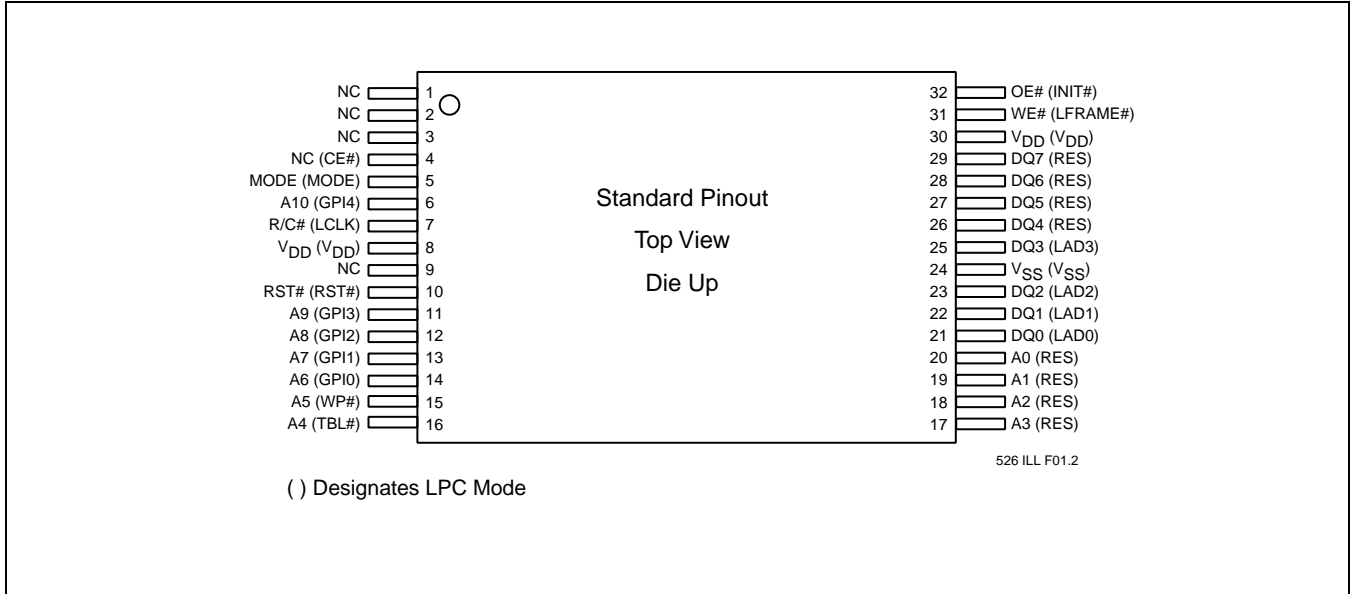 NC 1 32 OE# (INIT#)
NC 2 31 WE# (LFRAME#)
NC 3 30 VDD (VDD)
NC (CE#) 4 29 DQ7 (RES)
MODE (MODE) 5 28 DQ6 (RES)
A10 (GPI4) 6 Standard Pinout 27 DQ5 (RES)
R/C# (LCLK) 7 26 DQ4 (RES)
VDD (VDD) 8 Top View 25 DQ3 (LAD3)
NC 9 24 VSS (VSS)
RST# (RST#) 10 Die Up 23 DQ2 (LAD2)
A9 (GPI3) 11 22 DQ1 (LAD1)
A8 (GPI2) 12 21 DQ0 (LAD0)
A7 (GPI1) 13 20 A0 (RES)
A6 (GPI0) 14 19 A1 (RES)
A5 (WP#) 15 18 A2 (RES)
A4 (TBL#) 16 17 A3 (RES)
526 ILL F01.2
( ) Designates LPC Mode